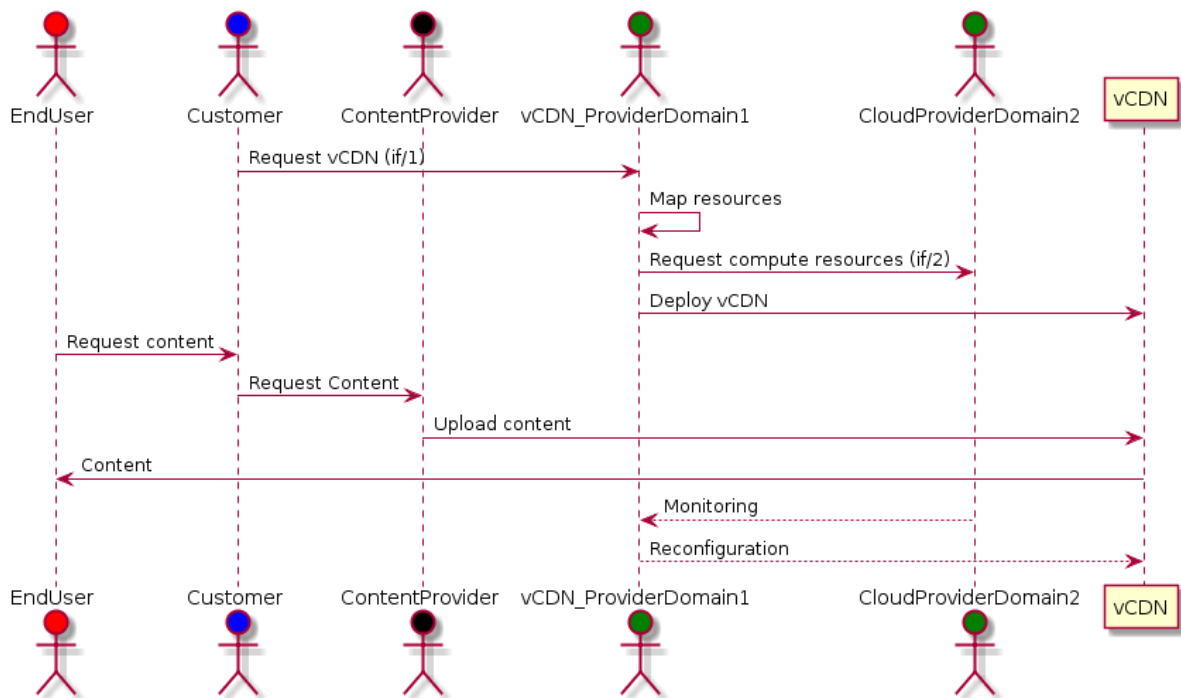 EndUser Customer ContentProvider vCDN_ProviderDomain1 CloudProviderDomain2 vCDN
Request vCDN (if/1)
Map resources
Request compute resources (if/2)
Deploy vCDN
Request content
Request Content
Upload content
Content
Monitoring
Reconfiguration
EndUser Customer ContentProvider vCDN_ProviderDomain1 CloudProviderDomain2 vCDN